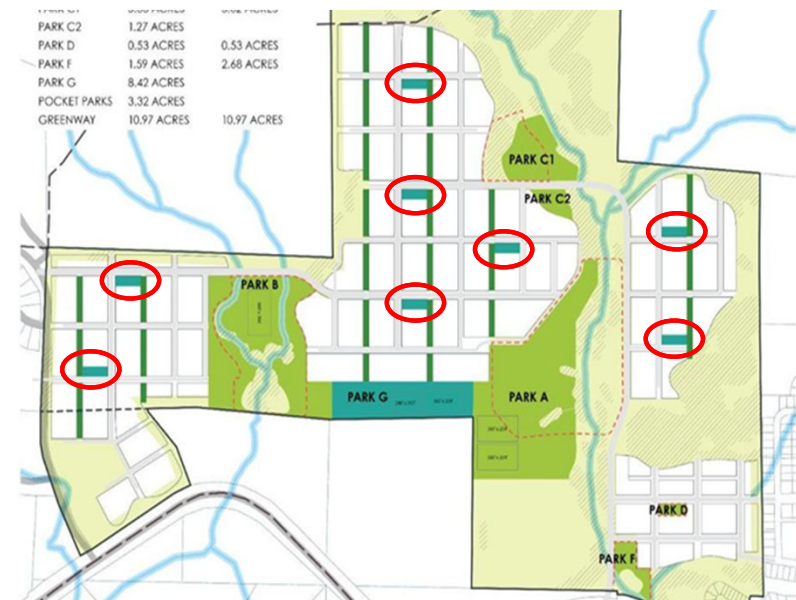 PARK C2 1.27 ACRES
PARK D 0.53 ACRES 0.53 ACRES
PARK F 1.59 ACRES 2.68 ACRES
PARK G 8.42 ACRES
POCKET PARKS 3.32 ACRES
GREENWAY 10.97 ACRES 10.97 ACRES
PARK C1
PARK C2
PARK B
PARK G
PARK A
PARK D
PARK F